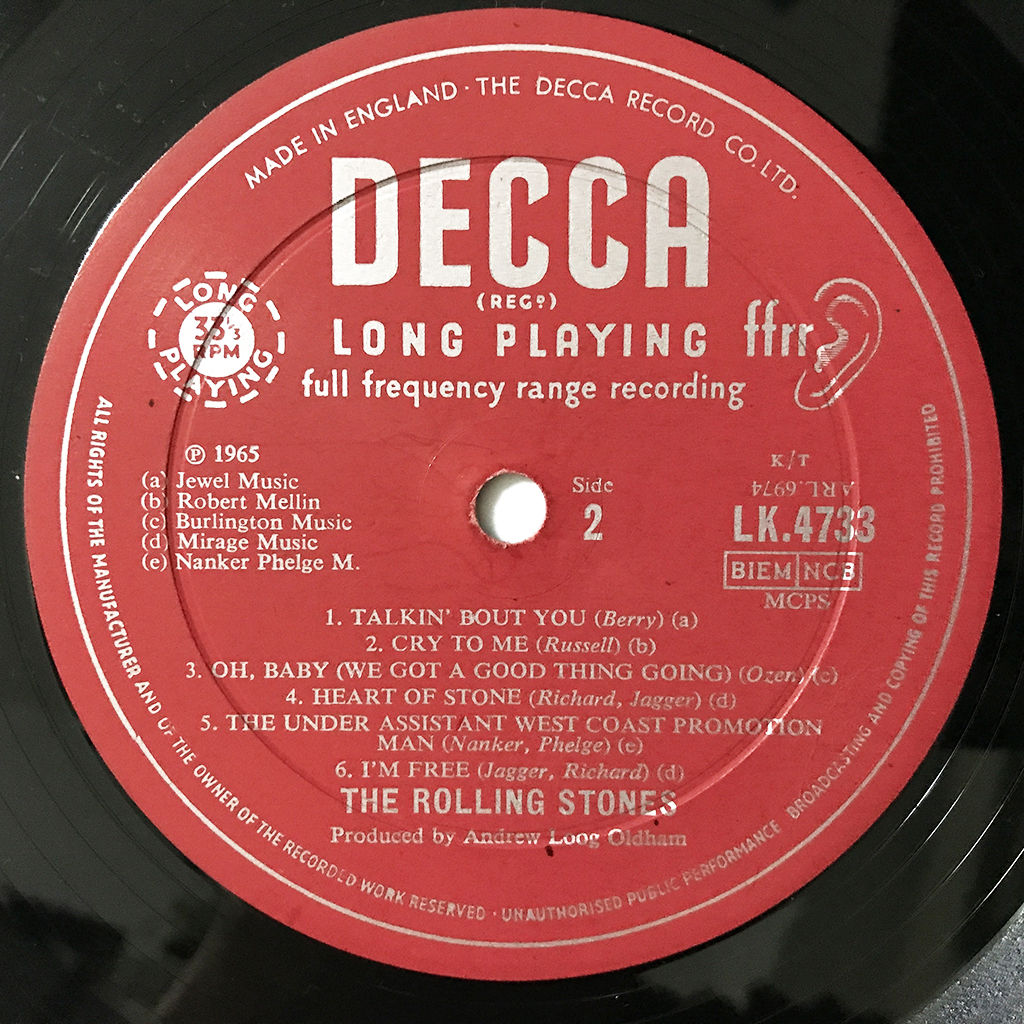 MADE IN ENGLAND · THE DECCA RECORD CO. LTD.
DECCA
(REGD)
LONG PLAYING
ffrr
full frequency range recording
LONG
33⅓
RPM
PLAYING
℗ 1965
(a) Jewel Music
(b) Robert Mellin
(c) Burlington Music
(d) Mirage Music
(e) Nanker Phelge M.
Side
2
K/T
ARL.6974
LK.4733
BIEM NCB
MCPS
1. TALKIN' BOUT YOU (Berry) (a)
2. CRY TO ME (Russell) (b)
3. OH, BABY (WE GOT A GOOD THING GOING) (Ozen) (c)
4. HEART OF STONE (Richard, Jagger) (d)
5. THE UNDER ASSISTANT WEST COAST PROMOTION
MAN (Nanker, Phelge) (e)
6. I'M FREE (Jagger, Richard) (d)
THE ROLLING STONES
Produced by Andrew Loog Oldham
ALL RIGHTS OF THE MANUFACTURER AND OF THE OWNER OF THE RECORDED WORK RESERVED · UNAUTHORISED PUBLIC PERFORMANCE BROADCASTING AND COPYING OF THIS RECORD PROHIBITED